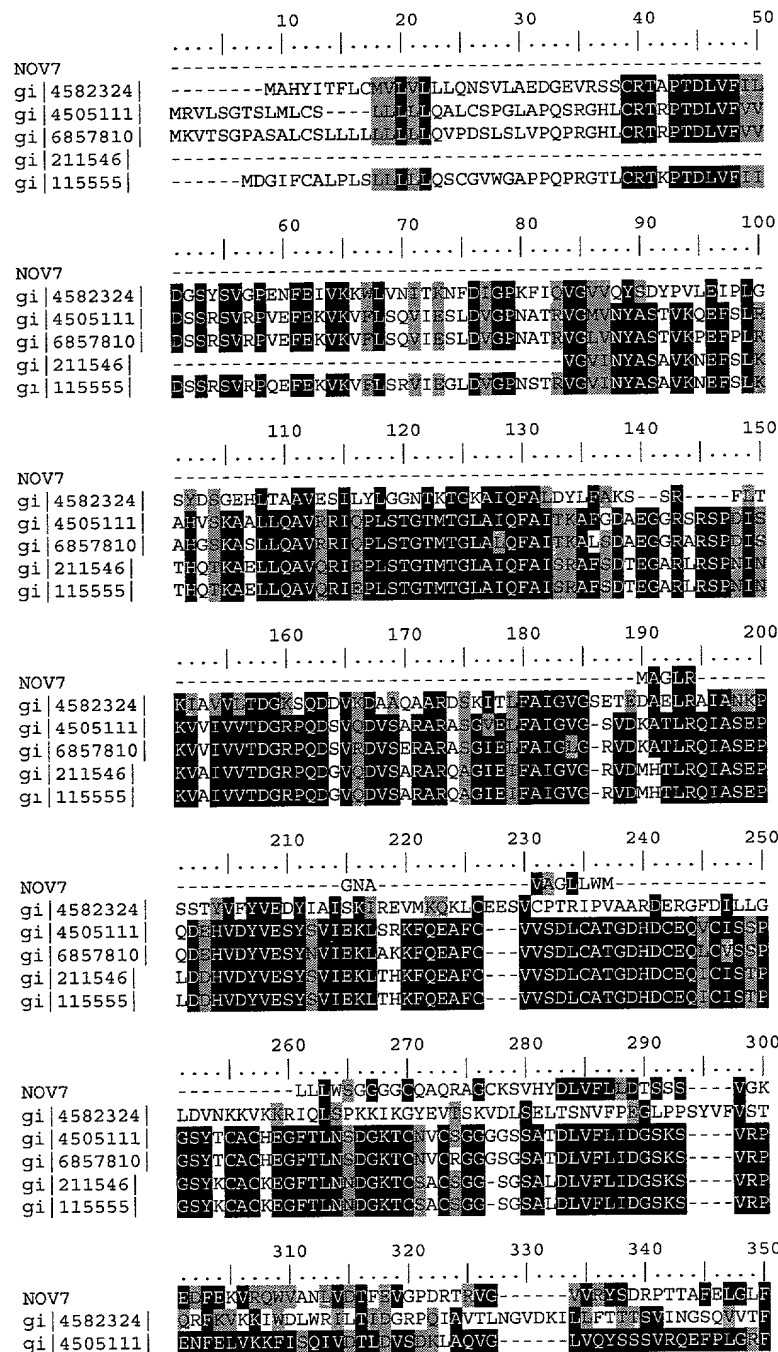 10 20 30 40 50
....|....|....|....|....|....|....|....|....|....|
NOV7 --------------------------------------------------
gi|4582324| --------MAHYITFLCMVLVLLLQNSVLAEDGEVRSSCRTAPTDLVFIL
gi|4505111| MRVLSGTSLMLCS----LLLLLQALCSPGLAPQSRGHLCRTRPTDLVFVV
gi|6857810| MKVTSGPASALCSLLLLLLLLLQVPDSLSLVPQPRGHLCRTRPTDLVFVV
gi|211546| --------------------------------------------------
gi|115555| ------MDGIFCALPLSLLLLLQSCGVWGAPPQPRGTLCRTKPTDLVFII
60 70 80 90 100
....|....|....|....|....|....|....|....|....|....|
NOV7 --------------------------------------------------
gi|4582324| DGSYSVGPENFEIVKKWLVNITKNFDIGPKFIQVGVVQYSDYPVLEIPLG
gi|4505111| DSSRSVRPVEFEKVKVFLSQVIESLDVGPNATRVGMVNYASTVKQEFSLR
gi|6857810| DSSRSVRPVEFEKVKVFLSQVIESLDVGPNATRVGLVNYASTVKPEFPLR
gi|211546| ---------------------------------VGVINYASAVKNEFSLK
gi|115555| DSSRSVRPQEFEKVKVFLSRVIEGLDVGPNSTRVGVINYASAVKNEFSLK
110 120 130 140 150
....|....|....|....|....|....|....|....|....|....|
NOV7 --------------------------------------------------
gi|4582324| SYDSGEHLTAAVESILYLGGNTKTGKAIQFALDYLFAKS--SR----FLT
gi|4505111| AHVSKAALLQAVRRIQPLSTGTMTGLAIQFAITKAFGDAEGGRSRSPDIS
gi|6857810| AHGSKASLLQAVRRIQPLSTGTMTGLALQFAITKALSDAEGGRARSPDIS
gi|211546| THQTKAELLQAVQRIEPLSTGTMTGLAIQFAISRAFSDTEGARLRSPNIN
gi|115555| THQTKAELLQAVQRIEPLSTGTMTGLAIQFAISRAFSDTEGARLRSPNIN
160 170 180 190 200
....|....|....|....|....|....|....|....|....|....|
NOV7 ---------------------------------------MAGLR------
gi|4582324| KIAVVLTDGKSQDDVKDAAQAARDSKITLFAIGVGSETEDAELRAIANKP
gi|4505111| KVVIVVTDGRPQDSVQDVSARARASGVELFAIGVG-SVDKATLRQIASEP
gi|6857810| KVVIVVTDGRPQDSVRDVSERARASGIELFAIGLG-RVDKATLRQIASEP
gi|211546| KVAIVVTDGRPQDGVQDVSARARQAGIEIFAIGVG-RVDMHTLRQIASEP
gi|115555| KVAIVVTDGRPQDGVQDVSARARQAGIEIFAIGVG-RVDMHTLRQIASEP
210 220 230 240 250
....|....|....|....|....|....|....|....|....|....|
NOV7 --------------GNA-------------VAGLLWM-------------
gi|4582324| SSTYVFYVEDYIAISKIREVMKQKLCEESVCPTRIPVAARDERGFDILLG
gi|4505111| QDEHVDYVESYSVIEKLSRKFQEAFC---VVSDLCATGDHDCEQVCISSP
gi|6857810| QDEHVDYVESYNVIEKLAKKFQEAFC---VVSDLCATGDHDCEQLCVSSP
gi|211546| LDDHVDYVESYSVIEKLTHKFQEAFC---VVSDLCATGDHDCEQICISTP
gi|115555| LDDHVDYVESYSVIEKLTHKFQEAFC---VVSDLCATGDHDCEQICISTP
260 270 280 290 300
....|....|....|....|....|....|....|....|....|....|
NOV7 ----------LLLWSGGGGCQAQRAGCKSVHYDLVFLLDTSSS----VGK
gi|4582324| LDVNKKVKKRIQLSPKKIKGYEVTSKVDLSELTSNVFPEGLPPSYVFVST
gi|4505111| GSYTCACHEGFTLNSDGKTCNVCSGGGGSSATDLVFLIDGSKS----VRP
gi|6857810| GSYTCACHEGFTLNSDGKTCNVCRGGGSGSATDLVFLIDGSKS----VRP
gi|211546| GSYKCACKEGFTLNNDGKTCSACSGG-SGSALDLVFLIDGSKS----VRP
gi|115555| GSYKCACKEGFTLNNDGKTCSACSGG-SGSALDLVFLIDGSKS----VRP
310 320 330 340 350
....|....|....|....|....|....|....|....|....|....|
NOV7 EDFEKVRQWVANLVDTFEVGPDRTRVG------VVRYSDRPTTAFELGLF
gi|4582324| QRFKVKKIWDLWRILTIDGRPQIAVTLNGVDKILLFTTTSVINGSQVVTF
gi|4505111| ENFELVKKFISQIVDTLDVSDKLAQVG------LVQYSSSVRQEFPLGRF